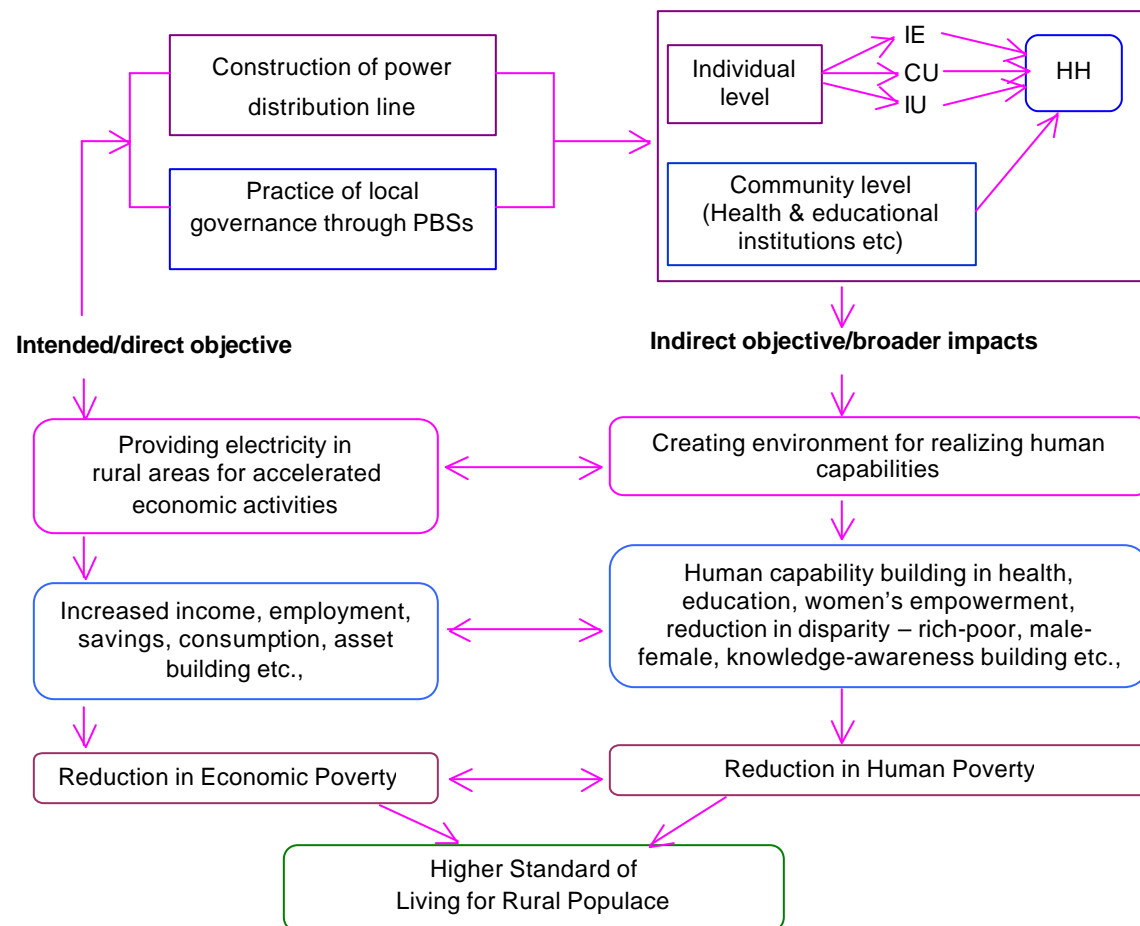 Construction of power
distribution line
Practice of local
governance through PBSs
Individual
level
IE
CU
IU
HH
Community level
(Health & educational
institutions etc)
Intended/direct objective
Indirect objective/broader impacts
Providing electricity in
rural areas for accelerated
economic activities
Creating environment for realizing human
capabilities
Increased income, employment,
savings, consumption, asset
building etc.,
Human capability building in health,
education, women’s empowerment,
reduction in disparity – rich-poor, male-
female, knowledge-awareness building etc.,
Reduction in Economic Poverty
Reduction in Human Poverty
Higher Standard of
Living for Rural Populace